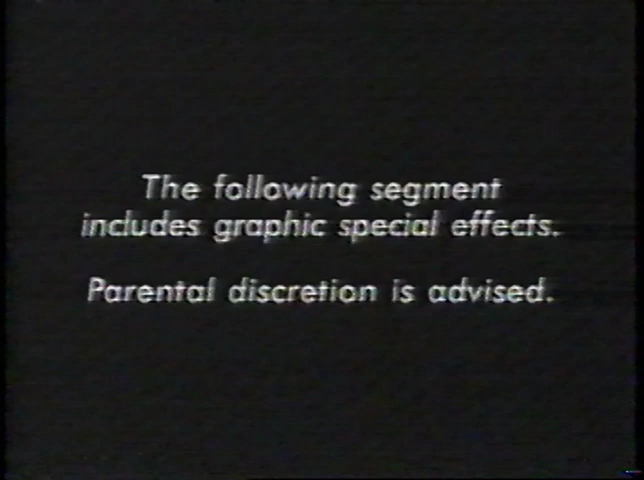 The following segment
includes graphic special effects.
Parental discretion is advised.